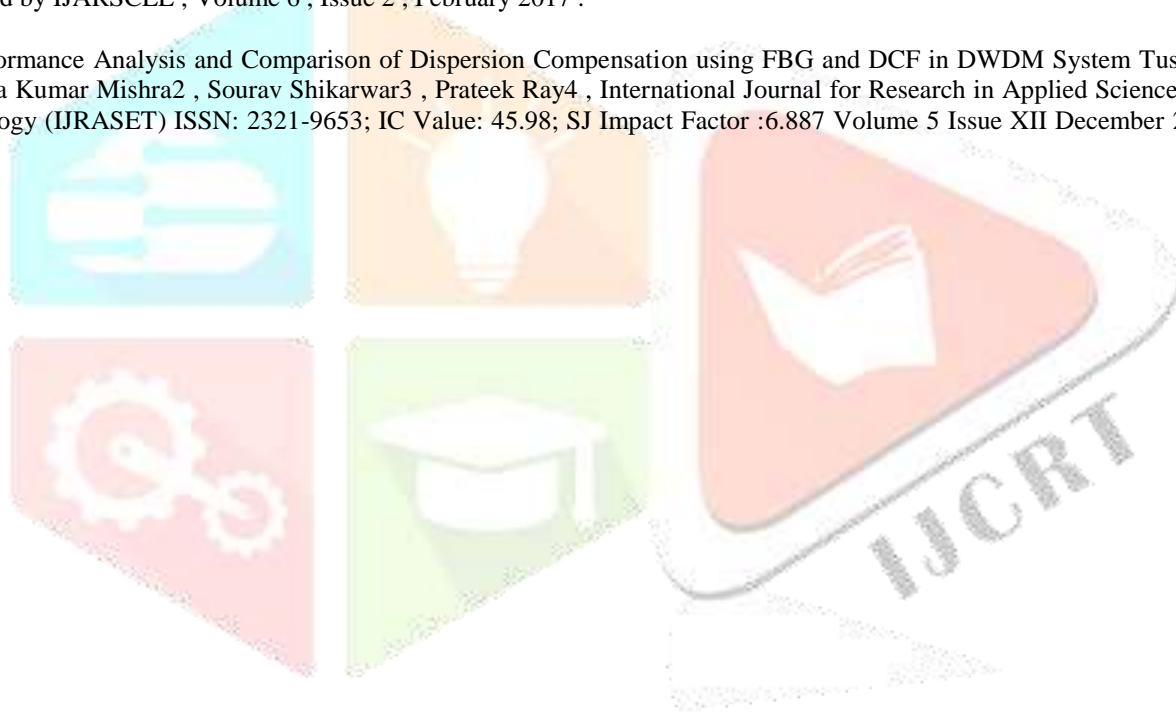 by IJARSCEE , Volume 6 , Issue 2 , February 2017 .
ormance Analysis and Comparison of Dispersion Compensation using FBG and DCF in DWDM System Tus
a Kumar Mishra2 , Sourav Shikarwar3 , Prateek Ray4 , International Journal for Research in Applied Science
ogy (IJRASET) ISSN: 2321-9653; IC Value: 45.98; SJ Impact Factor :6.887 Volume 5 Issue XII December
IJCRT